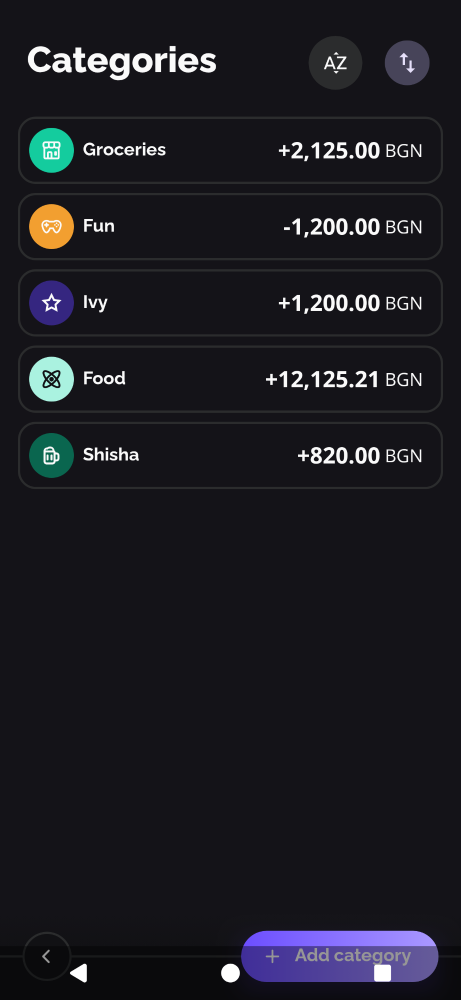 Categories
AZ
Groceries +2,125.00 BGN
Fun -1,200.00 BGN
Ivy +1,200.00 BGN
Food +12,125.21 BGN
Shisha +820.00 BGN
+ Add category